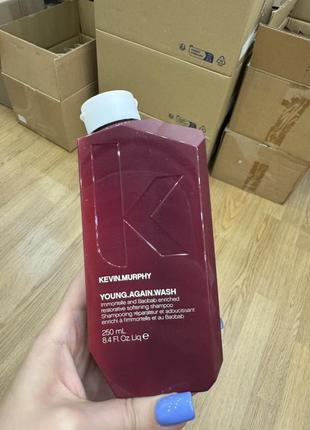 KEVIN.MURPHY
YOUNG.AGAIN.WASH
Immortelle and Baobab enriched
restorative softening shampoo
Shampooing réparateur et adoucissant
enrichi à l'immortelle et au Baobab
250 mL
8.4 Fl. Oz. Liq. e